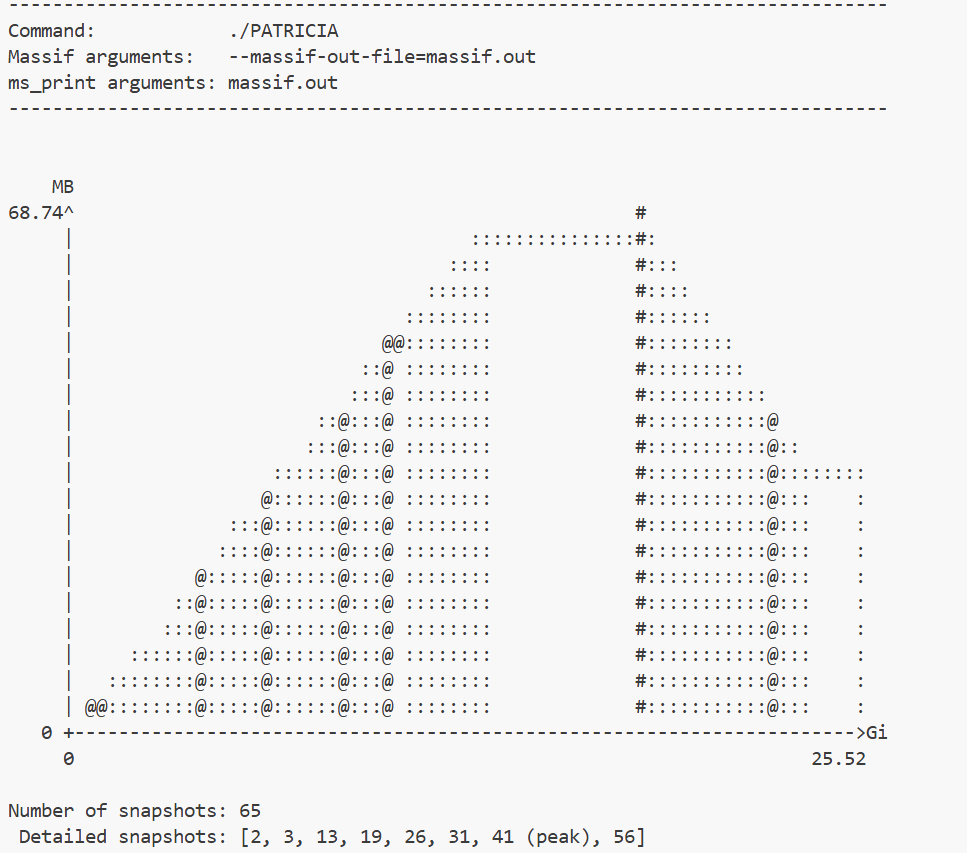 --------------------------------------------------------------------------------
Command:            ./PATRICIA
Massif arguments:   --massif-out-file=massif.out
ms_print arguments: massif.out
--------------------------------------------------------------------------------
    MB
68.74^                                                   #
     |                                    :::::::::::::::#:
     |                                  ::::             #:::
     |                                ::::::             #::::
     |                              ::::::::             #::::::
     |                            @@::::::::             #::::::::
     |                          ::@ ::::::::             #:::::::::
     |                         :::@ ::::::::             #:::::::::::
     |                      ::@:::@ ::::::::             #:::::::::::@
     |                     :::@:::@ ::::::::             #:::::::::::@::
     |                  ::::::@:::@ ::::::::             #:::::::::::@::::::::
     |                 @::::::@:::@ ::::::::             #:::::::::::@:::    :
     |              :::@::::::@:::@ ::::::::             #:::::::::::@:::    :
     |             ::::@::::::@:::@ ::::::::             #:::::::::::@:::    :
     |           @:::::@::::::@:::@ ::::::::             #:::::::::::@:::    :
     |         ::@:::::@::::::@:::@ ::::::::             #:::::::::::@:::    :
     |        :::@:::::@::::::@:::@ ::::::::             #:::::::::::@:::    :
     |     ::::::@:::::@::::::@:::@ ::::::::             #:::::::::::@:::    :
     |   ::::::::@:::::@::::::@:::@ ::::::::             #:::::::::::@:::    :
     | @@::::::::@:::::@::::::@:::@ ::::::::             #:::::::::::@:::    :
   0 +----------------------------------------------------------------------->Gi
     0                                                                   25.52
Number of snapshots: 65
 Detailed snapshots: [2, 3, 13, 19, 26, 31, 41 (peak), 56]